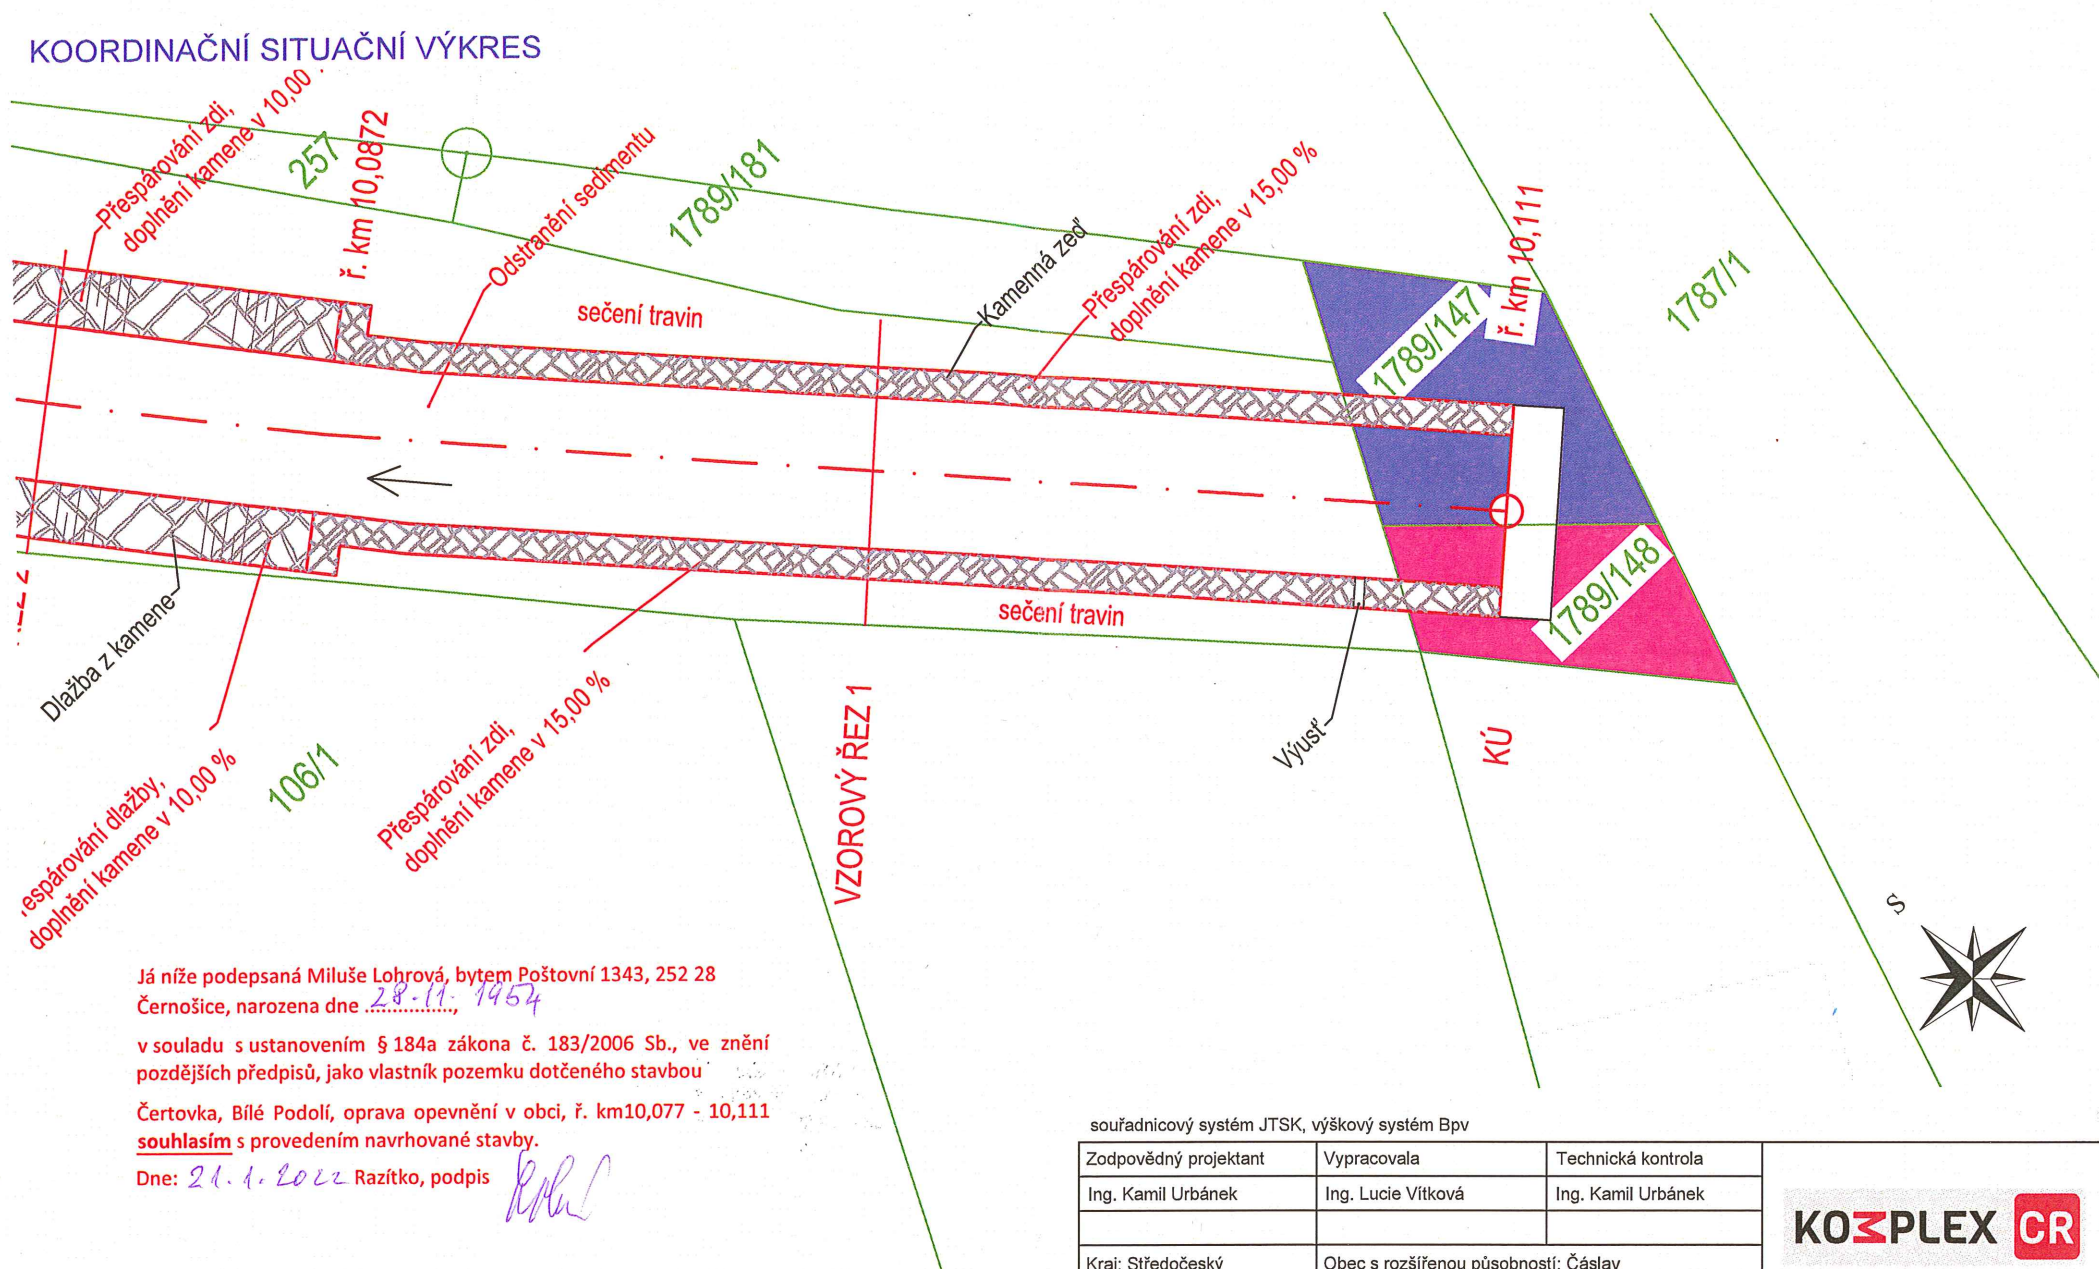 KOORDINAČNÍ SITUAČNÍ VÝKRES
Přespárování zdi,
doplnění kamene v 10,00
257
ř. km 10,0872
Odstranění sedimentu
1789/181
sečení travin
Kamenná zeď
Přespárování zdi,
doplnění kamene v 15,00 %
1789/147
ř. km 10,111
1787/1
1789/148
sečení travin
Dlažba z kamene
espárování dlažby,
doplnění kamene v 10,00 %
106/1
Přespárování zdi,
doplnění kamene v 15,00 %
VZOROVÝ ŘEZ 1
Výusť
KÚ
S
Já níže podepsaná Miluše Lohrová, bytem Poštovní 1343, 252 28
Černošice, narozena dne 28.11. 1954,
v souladu s ustanovením § 184a zákona č. 183/2006 Sb., ve znění
pozdějších předpisů, jako vlastník pozemku dotčeného stavbou
Čertovka, Bílé Podolí, oprava opevnění v obci, ř. km10,077 - 10,111
souhlasím s provedením navrhované stavby.
Dne: 21. 1. 2022 Razítko, podpis
souřadnicový systém JTSK, výškový systém Bpv
Zodpovědný projektant Vypracovala Technická kontrola
Ing. Kamil Urbánek Ing. Lucie Vítková Ing. Kamil Urbánek
KOMPLEX CR
Kraj: Středočeský Obec s rozšířenou působností: Čáslav